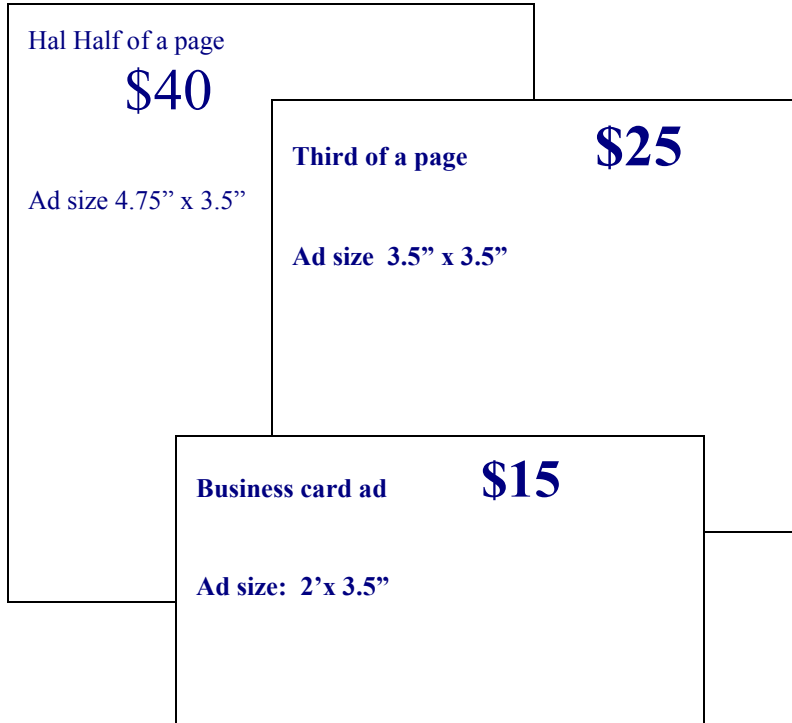 Hal Half of a page
$40
Ad size 4.75” x 3.5”
Third of a page $25
Ad size 3.5” x 3.5”
Business card ad $15
Ad size: 2’x 3.5”